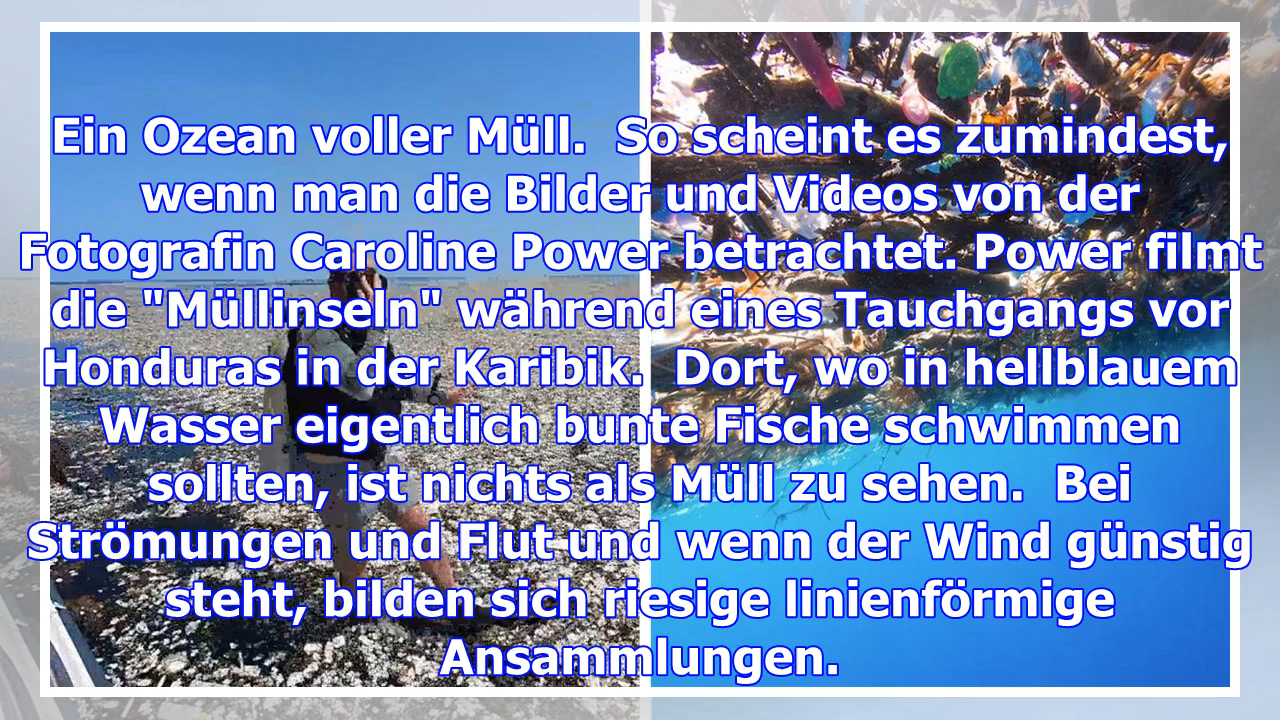 Ein Ozean voller Müll.  So scheint es zumindest,
wenn man die Bilder und Videos von der
Fotografin Caroline Power betrachtet. Power filmt
die "Müllinseln" während eines Tauchgangs vor
Honduras in der Karibik.  Dort, wo in hellblauem
Wasser eigentlich bunte Fische schwimmen
sollten, ist nichts als Müll zu sehen.  Bei
Strömungen und Flut und wenn der Wind günstig
steht, bilden sich riesige linienförmige
Ansammlungen.